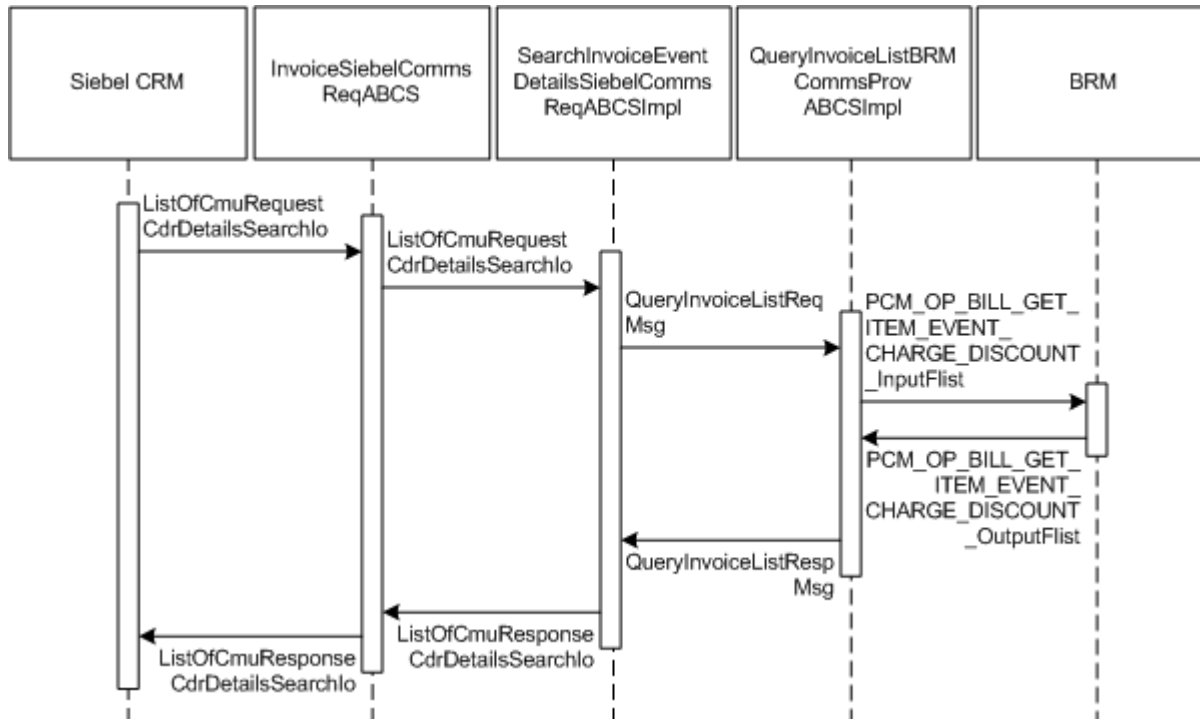 Siebel CRM
InvoiceSiebelComms
ReqABCS
SearchInvoiceEvent
DetailsSiebelComms
ReqABCSImpl
QueryInvoiceListBRM
CommsProv
ABCSImpl
BRM
ListOfCmuRequest
CdrDetailsSearchIo
ListOfCmuRequest
CdrDetailsSearchIo
QueryInvoiceListReq
Msg
PCM_OP_BILL_GET_
ITEM_EVENT_
CHARGE_DISCOUNT
_InputFlist
PCM_OP_BILL_GET_
ITEM_EVENT_
CHARGE_DISCOUNT
_OutputFlist
QueryInvoiceListResp
Msg
ListOfCmuResponse
CdrDetailsSearchIo
ListOfCmuResponse
CdrDetailsSearchIo